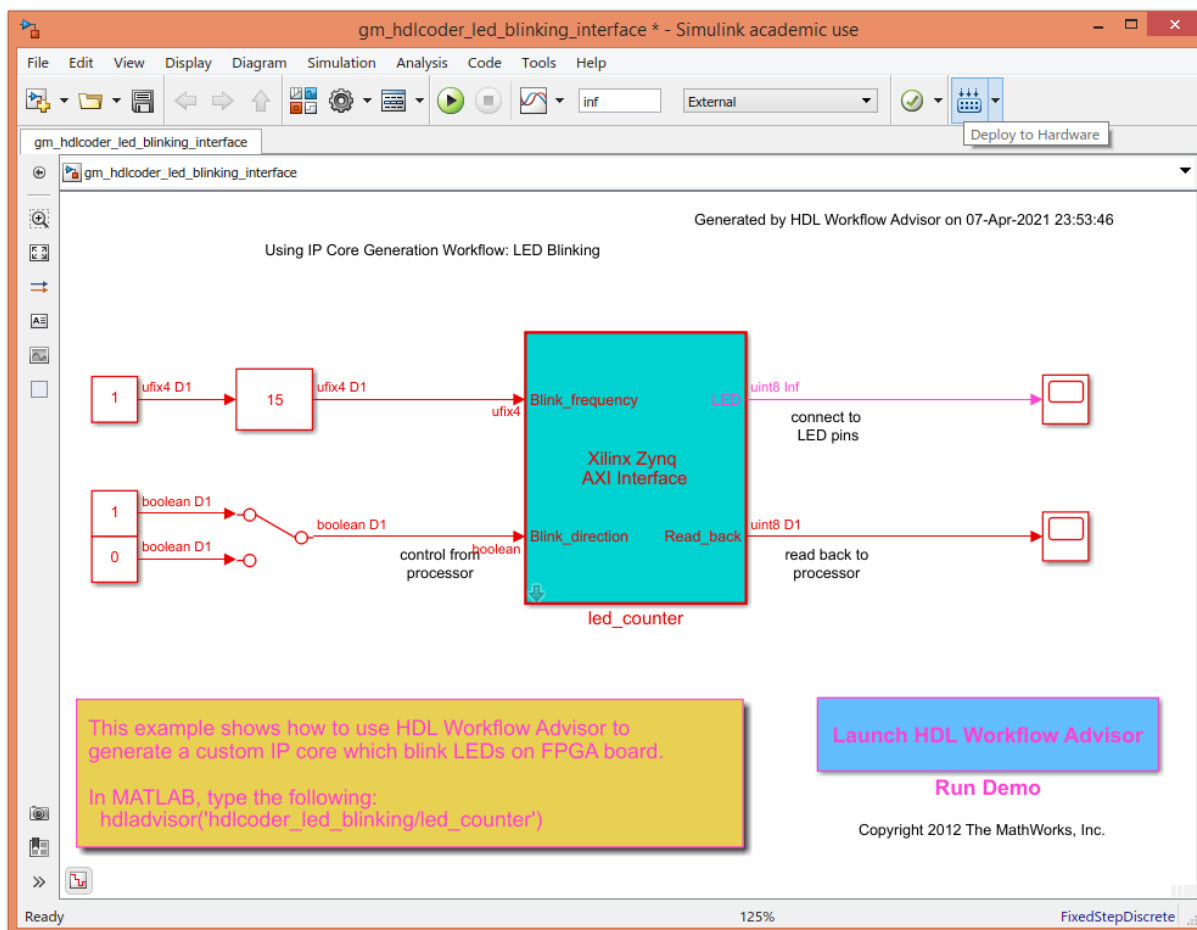 gm_hdlcoder_led_blinking_interface * - Simulink academic use
File Edit View Display Diagram Simulation Analysis Code Tools Help
inf External
Deploy to Hardware
gm_hdlcoder_led_blinking_interface
gm_hdlcoder_led_blinking_interface
Generated by HDL Workflow Advisor on 07-Apr-2021 23:53:46
Using IP Core Generation Workflow: LED Blinking
1 ufix4 D1 15 ufix4 D1 ufix4 Blink_frequency LED uint8 Inf
connect to
LED pins
Xilinx Zynq
AXI Interface
1 boolean D1
0 boolean D1
boolean D1 boolean Blink_direction Read_back uint8 D1
control from
processor
read back to
processor
led_counter
This example shows how to use HDL Workflow Advisor to
generate a custom IP core which blink LEDs on FPGA board.
In MATLAB, type the following:
hdladvisor('hdlcoder_led_blinking/led_counter')
Launch HDL Workflow Advisor
Run Demo
Copyright 2012 The MathWorks, Inc.
Ready 125% FixedStepDiscrete